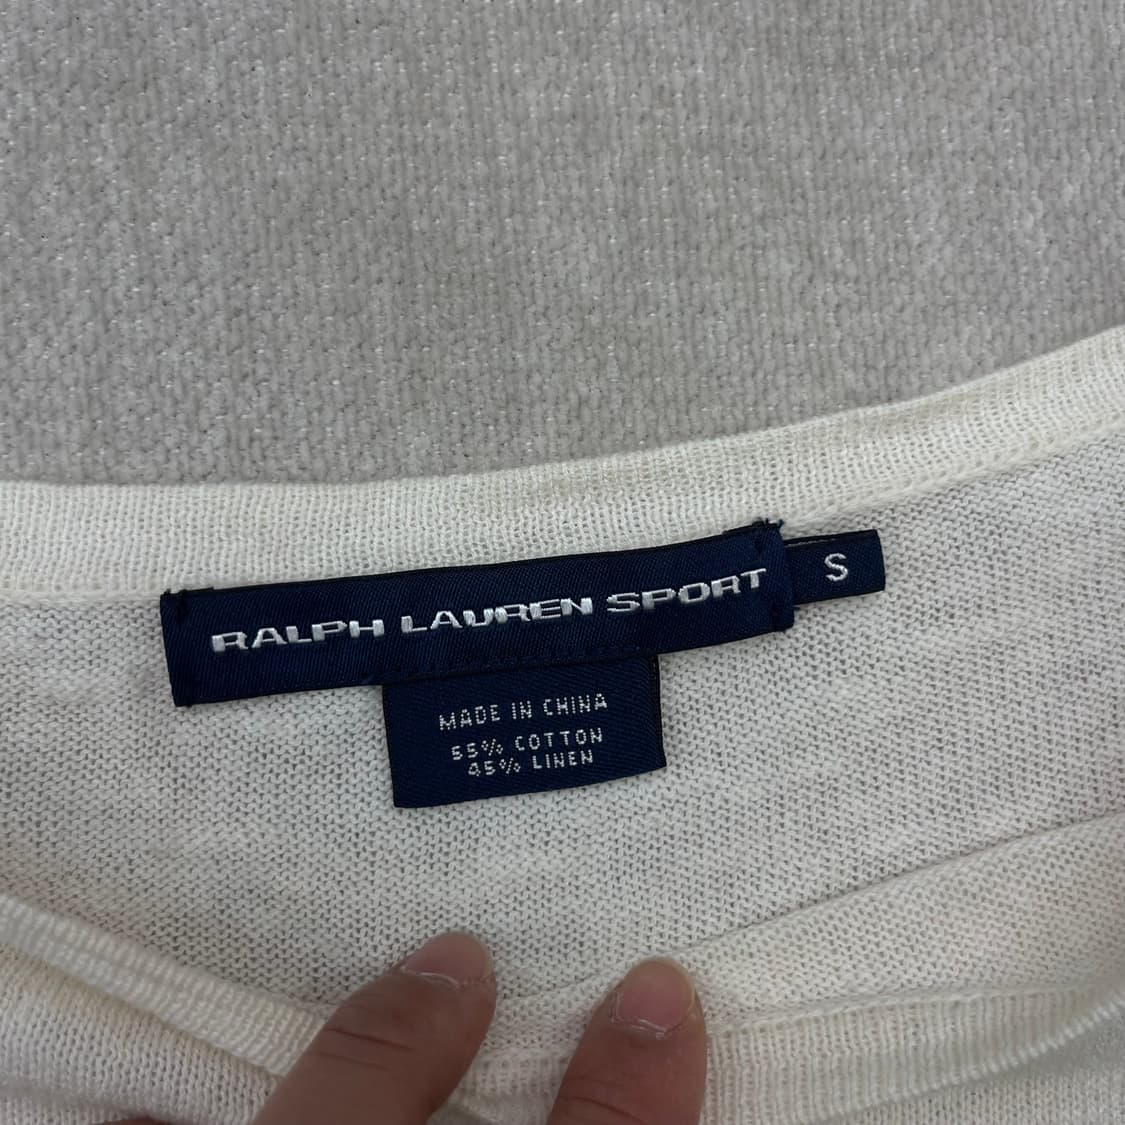 RALPH LAUREN SPORT
S
MADE IN CHINA
55% COTTON
45% LINEN